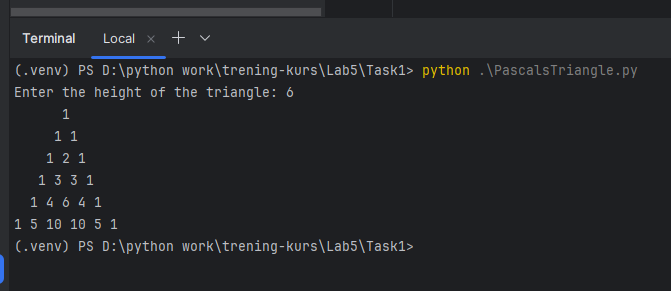 Terminal Local × + ⌄
(.venv) PS D:\python work\trening-kurs\Lab5\Task1> python .\PascalsTriangle.py
Enter the height of the triangle: 6
      1
     1 1
    1 2 1
   1 3 3 1
  1 4 6 4 1
1 5 10 10 5 1
(.venv) PS D:\python work\trening-kurs\Lab5\Task1>